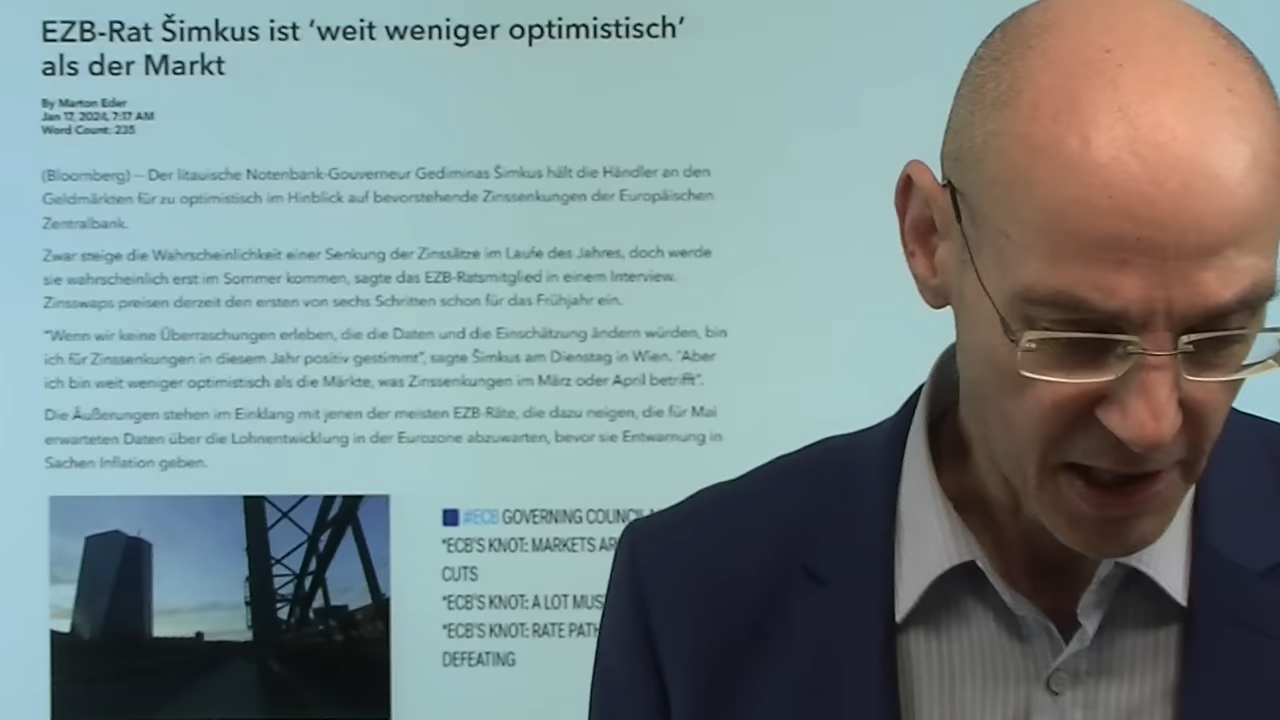 EZB-Rat Šimkus ist ‘weit weniger optimistisch’
als der Markt
By Marton Eder
Jan 17, 2024, 7:17 AM
Word Count: 235
(Bloomberg) – Der litauische Notenbank-Gouverneur Gediminas Šimkus hält die Händler an den
Geldmärkten für zu optimistisch im Hinblick auf bevorstehende Zinssenkungen der Europäischen
Zentralbank.
Zwar steige die Wahrscheinlichkeit einer Senkung der Zinssätze im Laufe des Jahres, doch werde
sie wahrscheinlich erst im Sommer kommen, sagte das EZB-Ratsmitglied in einem Interview.
Zinsswaps preisen derzeit den ersten von sechs Schritten schon für das Frühjahr ein.
“Wenn wir keine Überraschungen erleben, die die Daten und die Einschätzung ändern würden, bin
ich für Zinssenkungen in diesem Jahr positiv gestimmt”, sagte Šimkus am Dienstag in Wien. “Aber
ich bin weit weniger optimistisch als die Märkte, was Zinssenkungen im März oder April betrifft”.
Die Äußerungen stehen im Einklang mit jenen der meisten EZB-Räte, die dazu neigen, die für Mai
erwarteten Daten über die Lohnentwicklung in der Eurozone abzuwarten, bevor sie Entwarnung in
Sachen Inflation geben.
#ECB GOVERNING COUNCIL
*ECB'S KNOT: MARKETS AR
CUTS
*ECB'S KNOT: A LOT MUS
*ECB'S KNOT: RATE PATH
DEFEATING